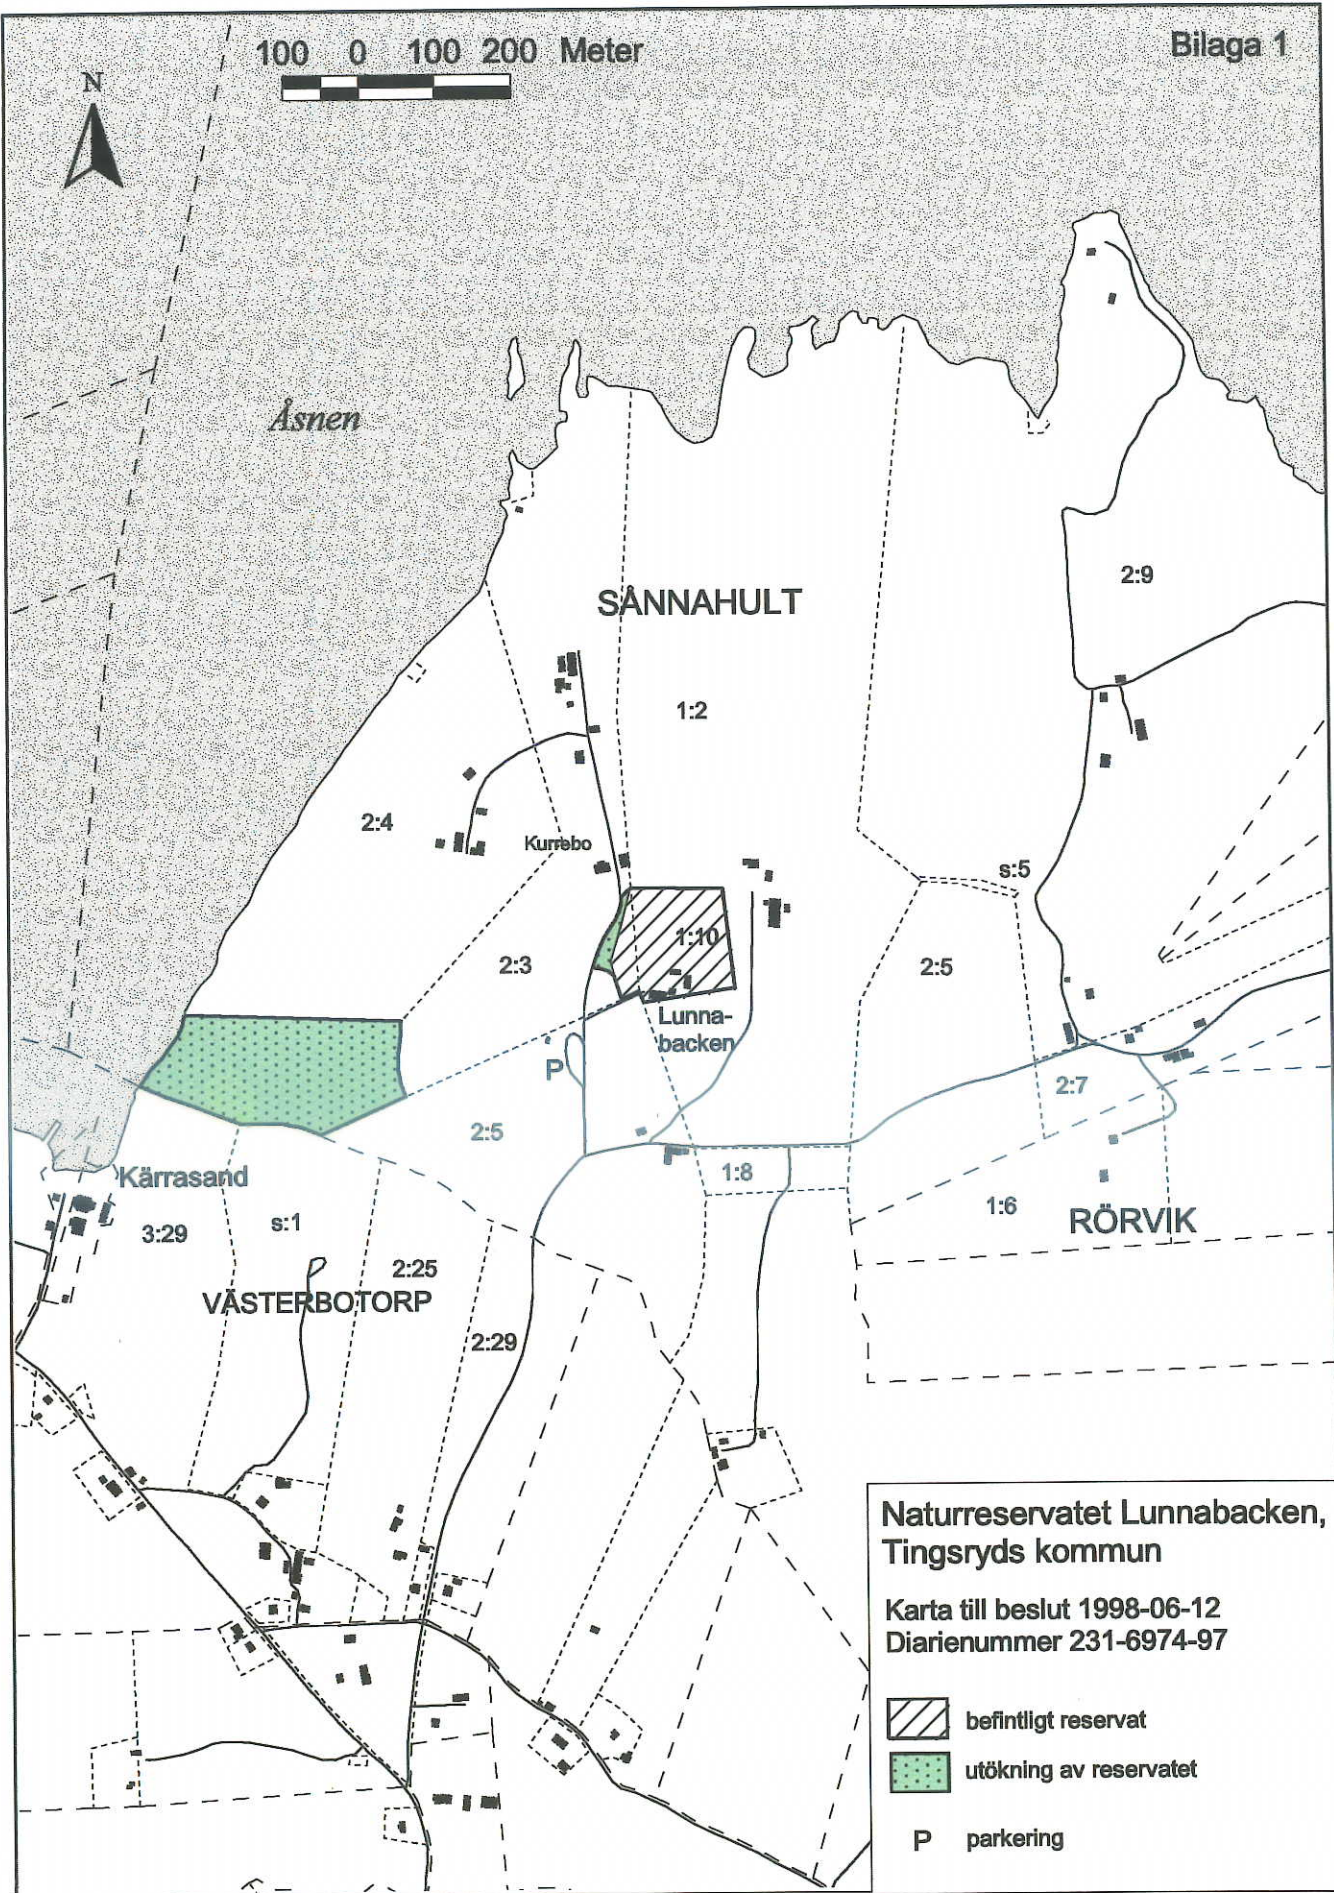 100 0 100 200 Meter
Bilaga 1
N
Åsnen
SÅNNAHULT
2:9
1:2
2:4
Kurrebo
s:5
1:10
2:3
2:5
Lunna-
backen
P
2:7
2:5
Kärrasand
1:8
3:29
s:1
1:6
RÖRVIK
2:25
VÄSTERBOTORP
2:29
Naturreservatet Lunnabacken,
Tingsryds kommun
Karta till beslut 1998-06-12
Diarienummer 231-6974-97
befintligt reservat
utökning av reservatet
P parkering